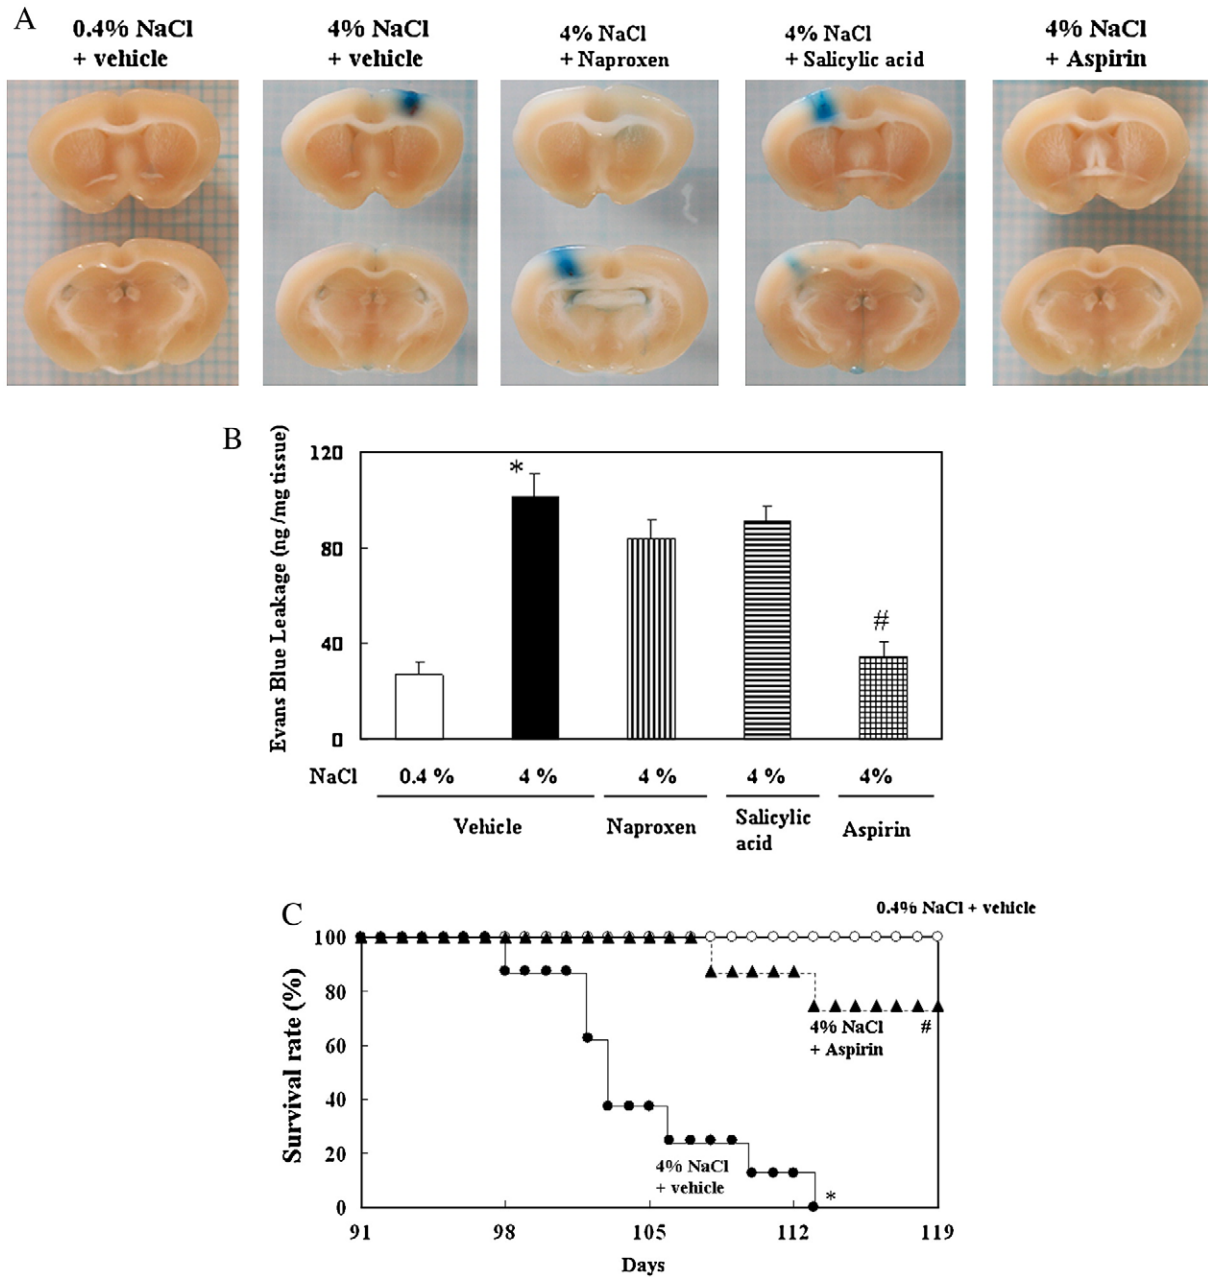 A
0.4% NaCl
+ vehicle
4% NaCl
+ vehicle
4% NaCl
+ Naproxen
4% NaCl
+ Salicylic acid
4% NaCl
+ Aspirin
B
Evans Blue Leakage (ng /mg tissue)
120
80
40
0
*
#
NaCl 0.4 % 4 % 4 % 4 % 4%
Vehicle
Naproxen
Salicylic
acid
Aspirin
C
0.4% NaCl + vehicle
Survival rate (%)
100
80
60
40
20
0
4% NaCl
+ Aspirin
#
4% NaCl
+ vehicle
*
91 98 105 112 119
Days